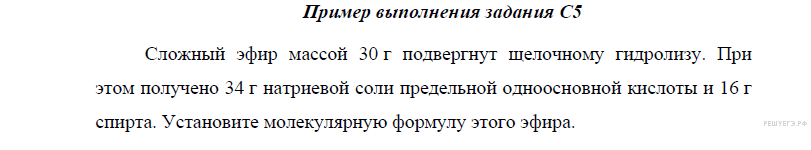 Пример выполнения задания С5
Сложный эфир массой 30 г подвергнут щелочному гидролизу. При
этом получено 34 г натриевой соли предельной одноосновной кислоты и 16 г
спирта. Установите молекулярную формулу этого эфира.
РЕШУЕГЭ.РФ